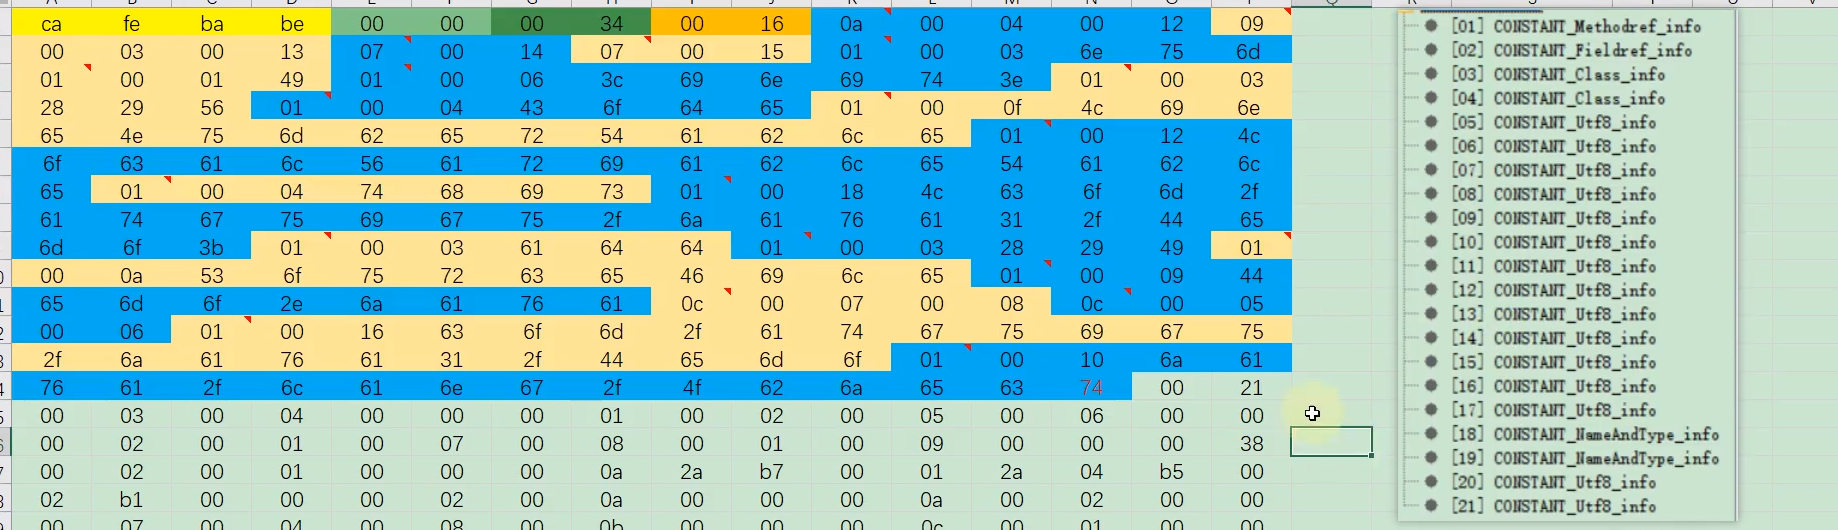 ca fe ba be 00 00 00 34 00 16 0a 00 04 00 12 09
00 03 00 13 07 00 14 07 00 15 01 00 03 6e 75 6d
01 00 01 49 01 00 06 3c 69 6e 69 74 3e 01 00 03
28 29 56 01 00 04 43 6f 64 65 01 00 0f 4c 69 6e
65 4e 75 6d 62 65 72 54 61 62 6c 65 01 00 12 4c
6f 63 61 6c 56 61 72 69 61 62 6c 65 54 61 62 6c
65 01 00 04 74 68 69 73 01 00 18 4c 63 6f 6d 2f
61 74 67 75 69 67 75 2f 6a 61 76 61 31 2f 44 65
6d 6f 3b 01 00 03 61 64 64 01 00 03 28 29 49 01
00 0a 53 6f 75 72 63 65 46 69 6c 65 01 00 09 44
65 6d 6f 2e 6a 61 76 61 0c 00 07 00 08 0c 00 05
00 06 01 00 16 63 6f 6d 2f 61 74 67 75 69 67 75
2f 6a 61 76 61 31 2f 44 65 6d 6f 01 00 10 6a 61
76 61 2f 6c 61 6e 67 2f 4f 62 6a 65 63 74 00 21
00 03 00 04 00 00 00 01 00 02 00 05 00 06 00 00
00 02 00 01 00 07 00 08 00 01 00 09 00 00 00 38
00 02 00 01 00 00 00 0a 2a b7 00 01 2a 04 b5 00
02 b1 00 00 00 02 00 0a 00 00 00 0a 00 02 00 00
00 07 00 04 00 08 00 0b 00 00 00 0c 00 01 00 00
[01] CONSTANT_Methodref_info
[02] CONSTANT_Fieldref_info
[03] CONSTANT_Class_info
[04] CONSTANT_Class_info
[05] CONSTANT_Utf8_info
[06] CONSTANT_Utf8_info
[07] CONSTANT_Utf8_info
[08] CONSTANT_Utf8_info
[09] CONSTANT_Utf8_info
[10] CONSTANT_Utf8_info
[11] CONSTANT_Utf8_info
[12] CONSTANT_Utf8_info
[13] CONSTANT_Utf8_info
[14] CONSTANT_Utf8_info
[15] CONSTANT_Utf8_info
[16] CONSTANT_Utf8_info
[17] CONSTANT_Utf8_info
[18] CONSTANT_NameAndType_info
[19] CONSTANT_NameAndType_info
[20] CONSTANT_Utf8_info
[21] CONSTANT_Utf8_info